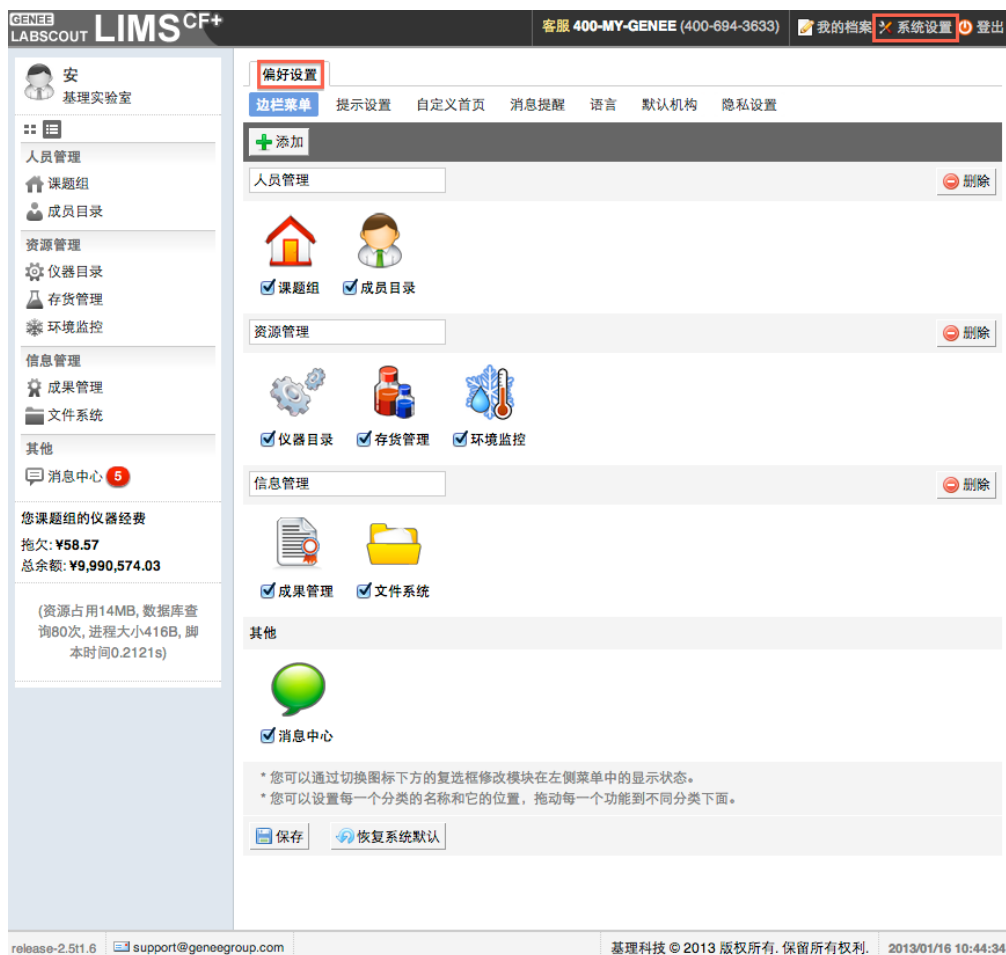 GENEE
LABSCOUT LIMS CF+
客服 400-MY-GENEE (400-694-3633)
我的档案
系统设置
登出
安
基理实验室
人员管理
课题组
成员目录
资源管理
仪器目录
存货管理
环境监控
信息管理
成果管理
文件系统
其他
消息中心 5
您课题组的仪器经费
拖欠: ¥58.57
总余额: ¥9,990,574.03
(资源占用14MB, 数据库查
询80次, 进程大小416B, 脚
本时间0.2121s)
偏好设置
边栏菜单 提示设置 自定义首页 消息提醒 语言 默认机构 隐私设置
添加
人员管理 删除
课题组 成员目录
资源管理 删除
仪器目录 存货管理 环境监控
信息管理 删除
成果管理 文件系统
其他
消息中心
* 您可以通过切换图标下方的复选框修改模块在左侧菜单中的显示状态。
* 您可以设置每一个分类的名称和它的位置，拖动每一个功能到不同分类下面。
保存 恢复系统默认
release-2.5t1.6 support@geneegroup.com 基理科技 © 2013 版权所有. 保留所有权利. 2013/01/16 10:44:34